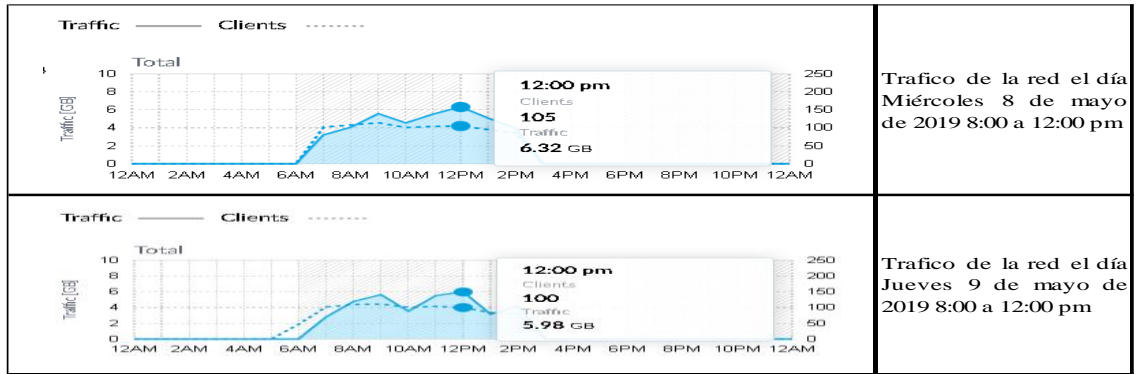 Traffic Clients
Total
Traffic [GB]
10
8
6
4
2
0
250
200
150
100
50
0
12:00 pm
Clients
105
Traffic
6.32 GB
12AM 2AM 4AM 6AM 8AM 10AM 12PM 2PM 4PM 6PM 8PM 10PM 12AM
Trafico de la red el día
Miércoles 8 de mayo
de 2019 8:00 a 12:00 pm
Traffic Clients
Total
Traffic [GB]
10
8
6
4
2
0
250
200
150
100
50
0
12:00 pm
Clients
100
Traffic
5.98 GB
12AM 2AM 4AM 6AM 8AM 10AM 12PM 2PM 4PM 6PM 8PM 10PM 12AM
Trafico de la red el día
Jueves 9 de mayo de
2019 8:00 a 12:00 pm